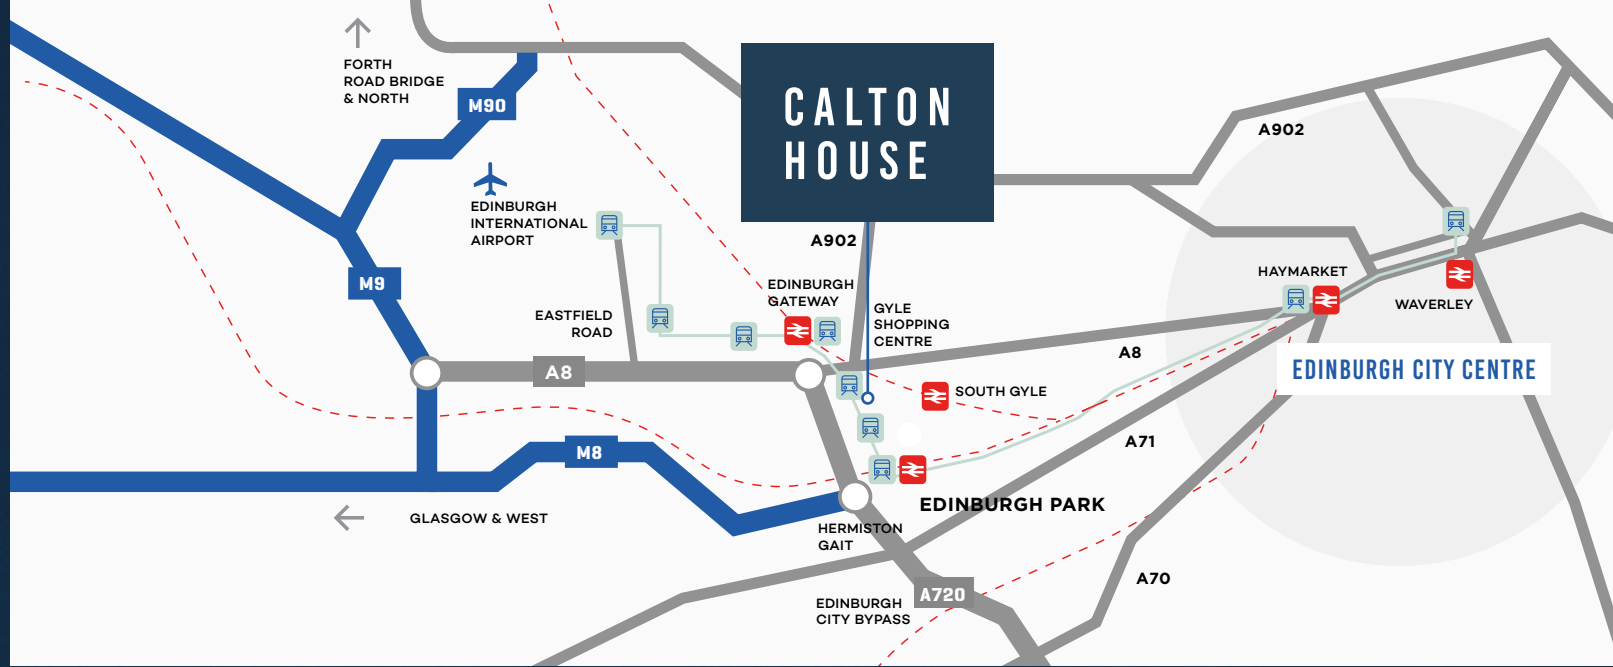 FORTH
ROAD BRIDGE
& NORTH
M90
CALTON
HOUSE
A902
EDINBURGH
INTERNATIONAL
AIRPORT
A902
M9
EDINBURGH
GATEWAY
HAYMARKET
WAVERLEY
EASTFIELD
ROAD
GYLE
SHOPPING
CENTRE
A8
A8
EDINBURGH CITY CENTRE
SOUTH GYLE
A71
M8
EDINBURGH PARK
GLASGOW & WEST
HERMISTON
GAIT
A70
A720
EDINBURGH
CITY BYPASS